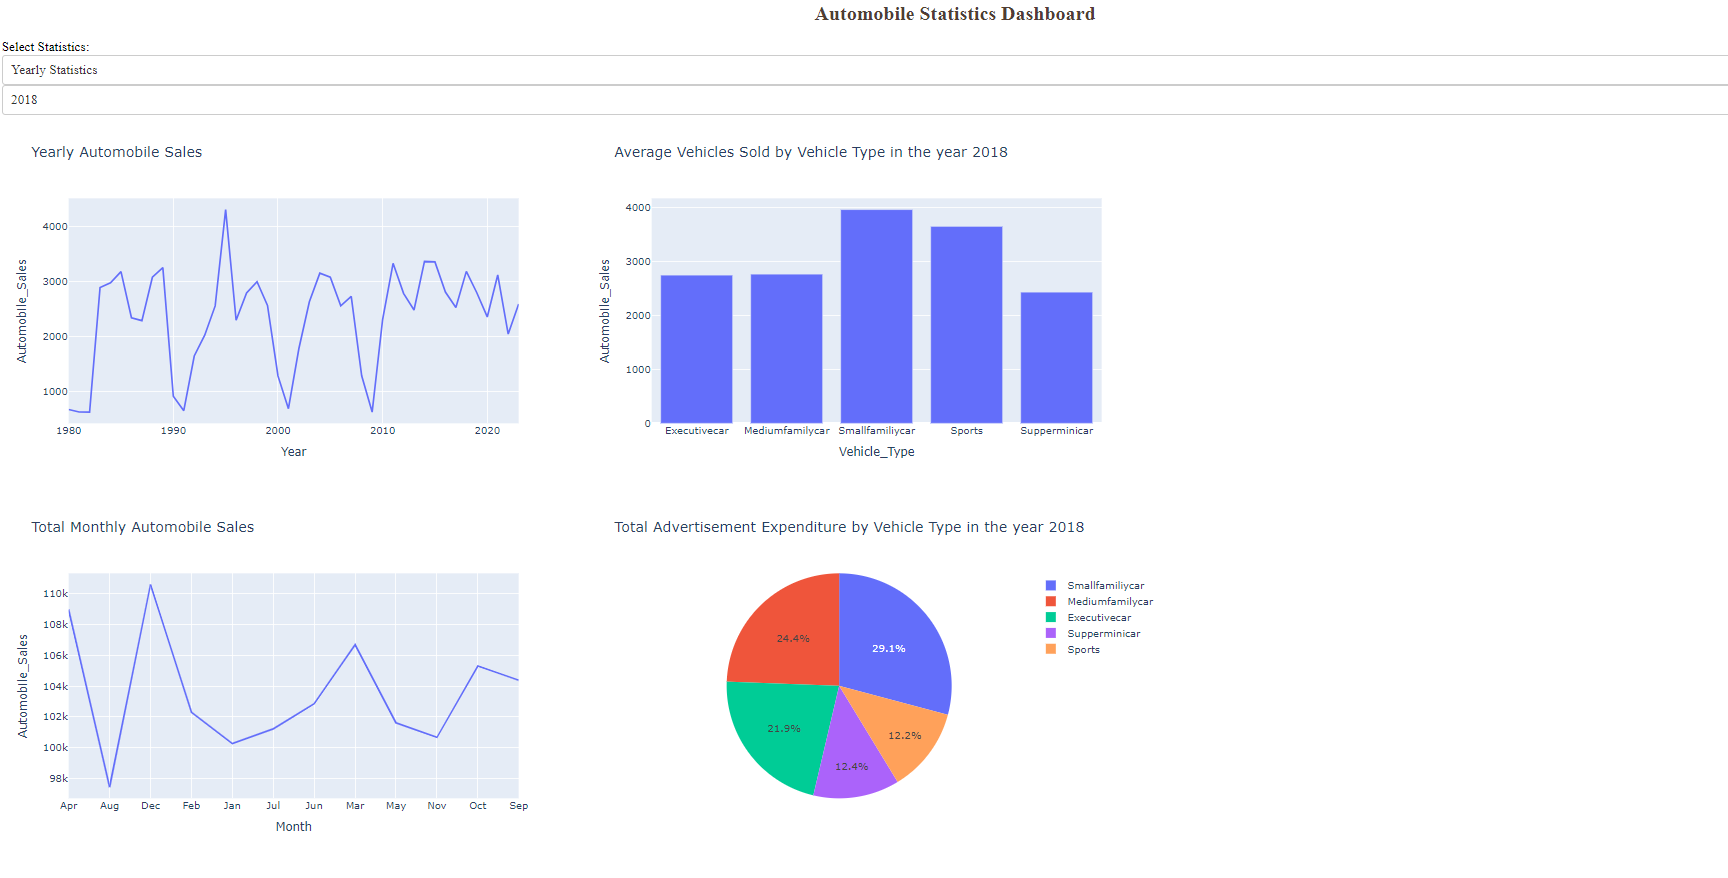 Automobile Statistics Dashboard
Select Statistics:
Yearly Statistics
2018
Yearly Automobile Sales
Automobile_Sales
4000
3000
2000
1000
1980 1990 2000 2010 2020
Year
Average Vehicles Sold by Vehicle Type in the year 2018
Automobile_Sales
4000
3000
2000
1000
0
Executivecar Mediumfamilycar Smallfamiliycar Sports Supperminicar
Vehicle_Type
Total Monthly Automobile Sales
Automobile_Sales
110k
108k
106k
104k
102k
100k
98k
Apr Aug Dec Feb Jan Jul Jun Mar May Nov Oct Sep
Month
Total Advertisement Expenditure by Vehicle Type in the year 2018
24.4%
29.1%
21.9%
12.2%
12.4%
Smallfamiliycar
Mediumfamilycar
Executivecar
Supperminicar
Sports